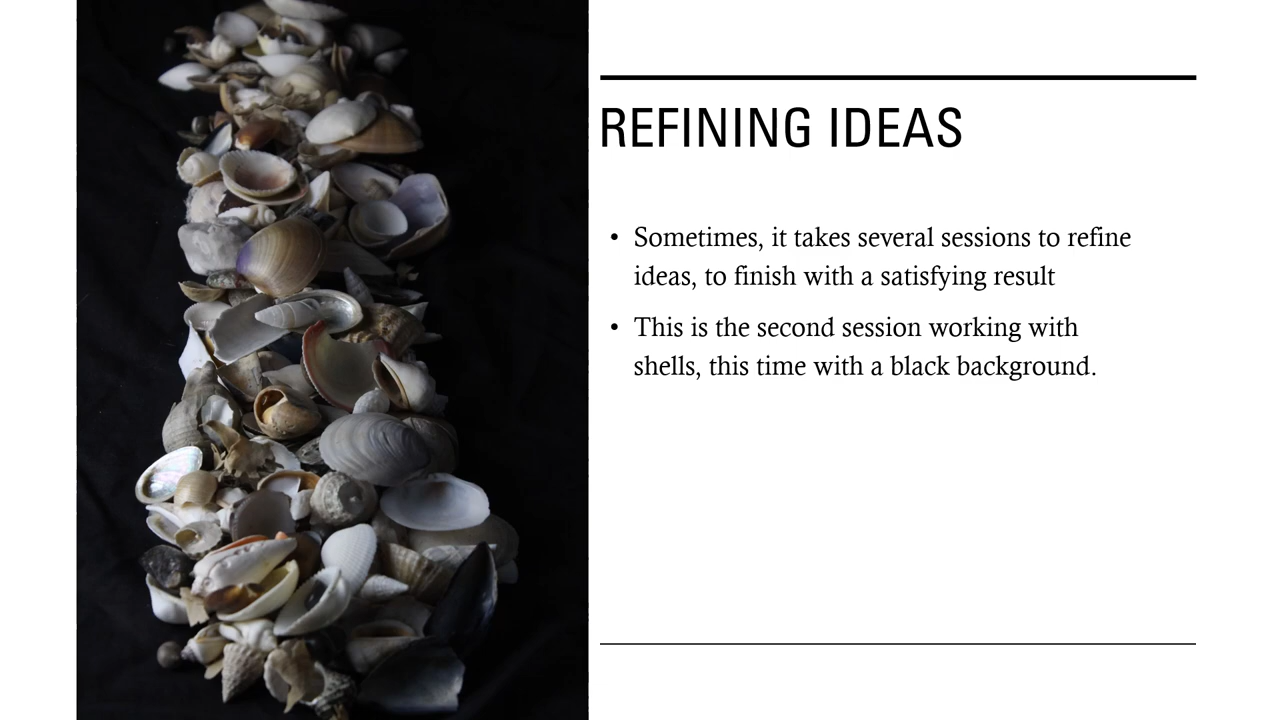 REFINING IDEAS
• Sometimes, it takes several sessions to refine
ideas, to finish with a satisfying result
• This is the second session working with
shells, this time with a black background.